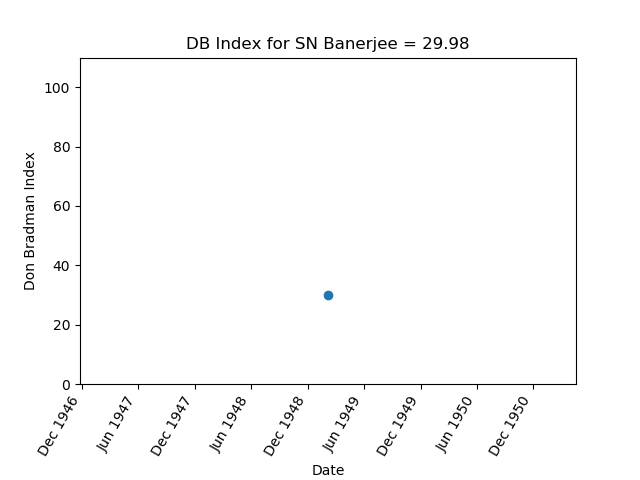 DB Index for SN Banerjee = 29.98
Don Bradman Index
100
80
60
40
20
0
Dec 1946
Jun 1947
Dec 1947
Jun 1948
Dec 1948
Jun 1949
Dec 1949
Jun 1950
Dec 1950
Date